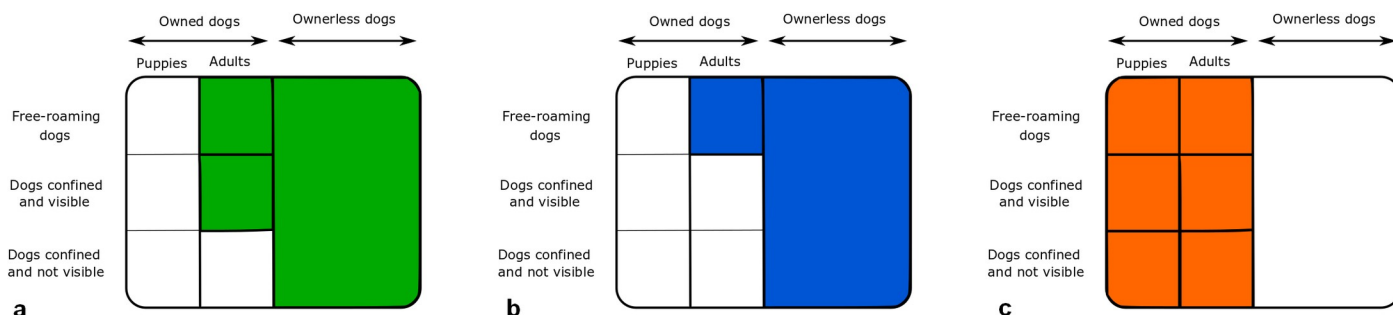 Owned dogs Ownerless dogs
Puppies Adults
Free-roaming
dogs
Dogs confined
and visible
Dogs confined
and not visible
a
Owned dogs Ownerless dogs
Puppies Adults
Free-roaming
dogs
Dogs confined
and visible
Dogs confined
and not visible
b
Owned dogs Ownerless dogs
Puppies Adults
Free-roaming
dogs
Dogs confined
and visible
Dogs confined
and not visible
c